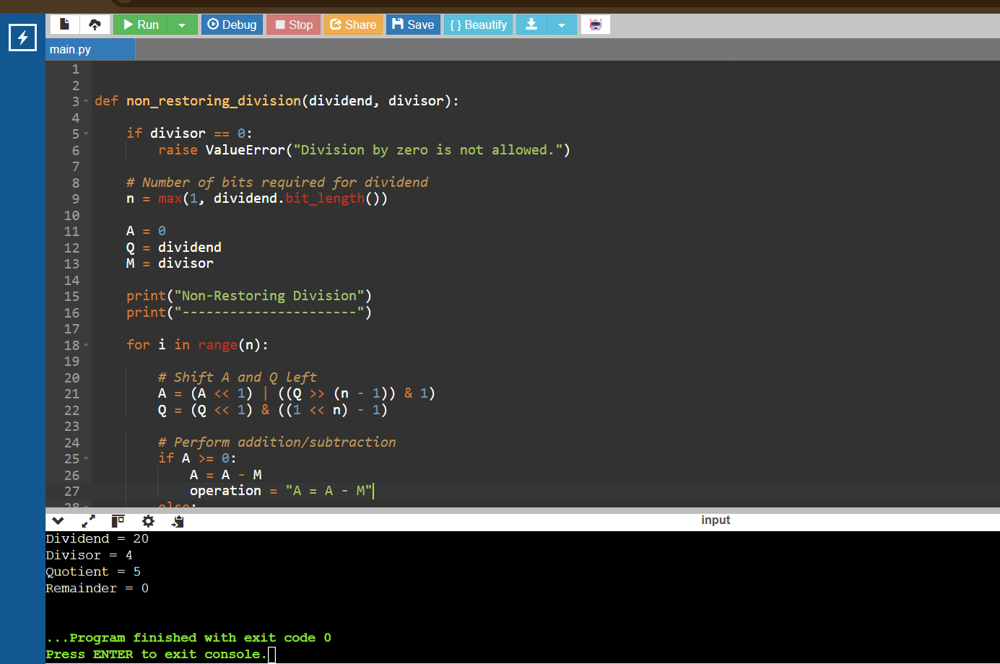 Run Debug Stop Share Save { } Beautify
main.py
1
2
3 def non_restoring_division(dividend, divisor):
4
5     if divisor == 0:
6         raise ValueError("Division by zero is not allowed.")
7
8     # Number of bits required for dividend
9     n = max(1, dividend.bit_length())
10
11     A = 0
12     Q = dividend
13     M = divisor
14
15     print("Non-Restoring Division")
16     print("----------------------")
17
18     for i in range(n):
19
20         # Shift A and Q left
21         A = (A << 1) | ((Q >> (n - 1)) & 1)
22         Q = (Q << 1) & ((1 << n) - 1)
23
24         # Perform addition/subtraction
25         if A >= 0:
26             A = A - M
27             operation = "A = A - M"
28         else:
input
Dividend = 20
Divisor = 4
Quotient = 5
Remainder = 0
...Program finished with exit code 0
Press ENTER to exit console.